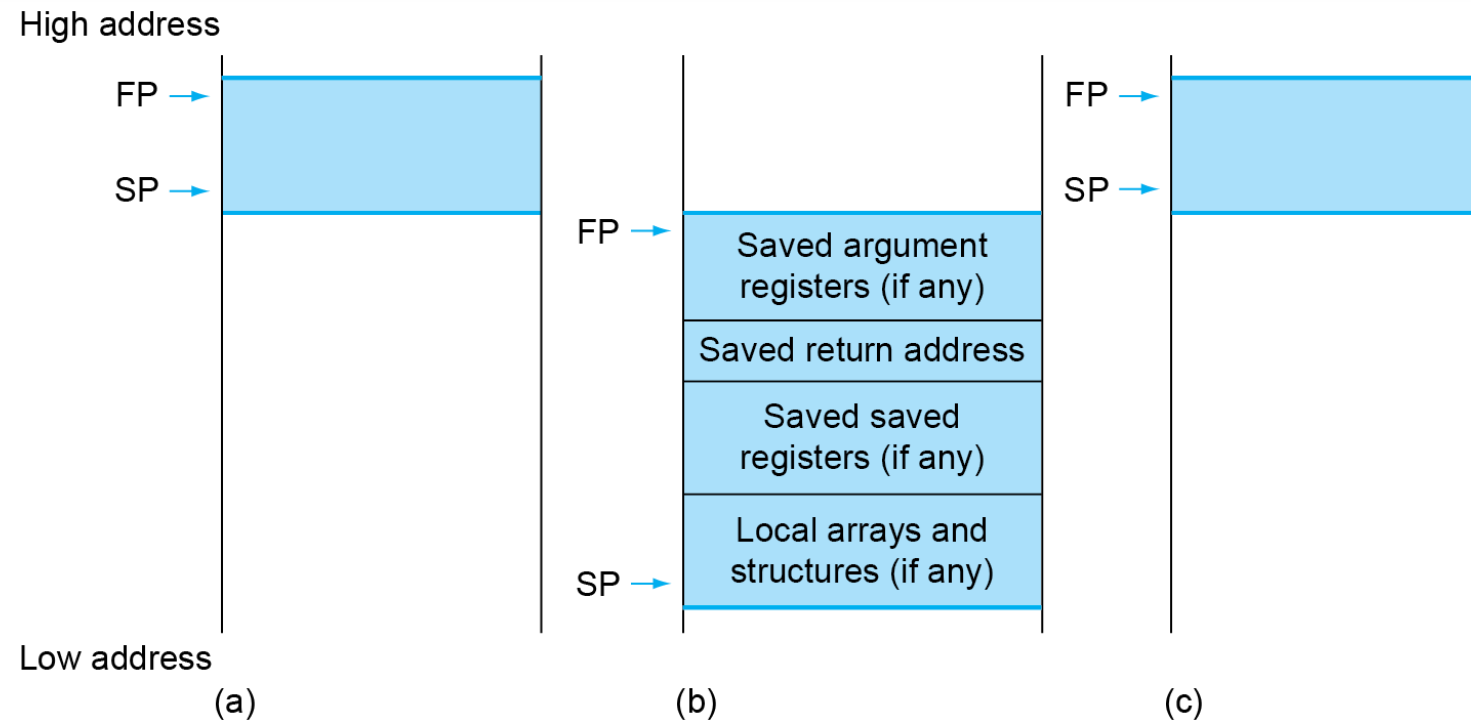 High address
FP
SP
FP
Saved argument
registers (if any)
Saved return address
Saved saved
registers (if any)
Local arrays and
structures (if any)
SP
FP
SP
Low address
(a)
(b)
(c)